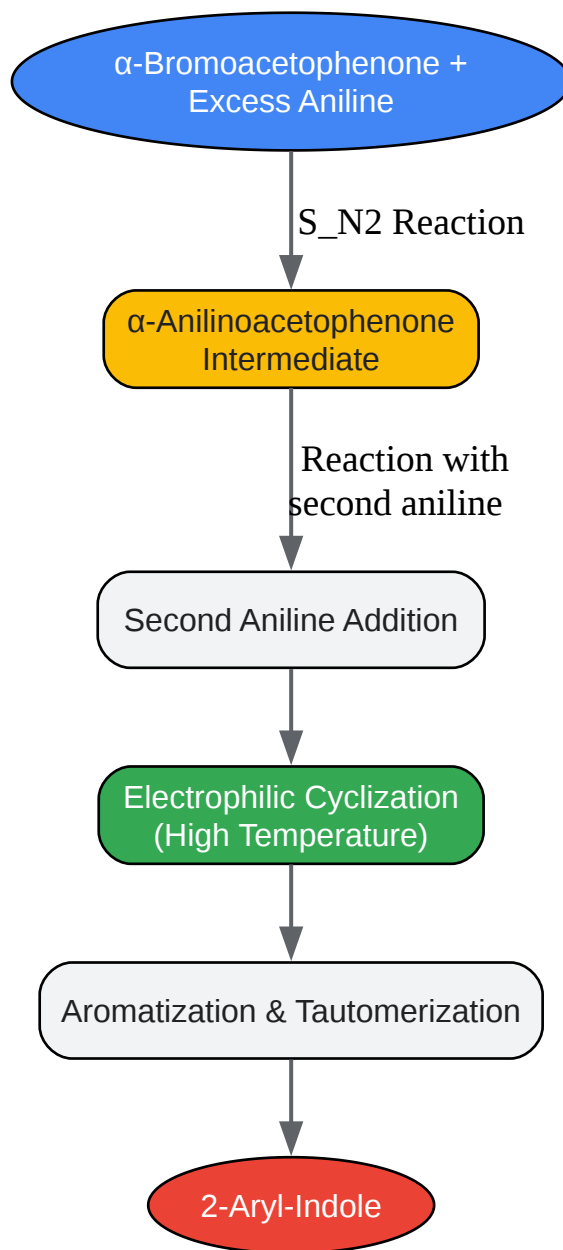 α-Bromoacetophenone +
Excess Aniline
S_N2 Reaction
α-Anilinoacetophenone
Intermediate
Reaction with
second aniline
Second Aniline Addition
Electrophilic Cyclization
(High Temperature)
Aromatization & Tautomerization
2-Aryl-Indole